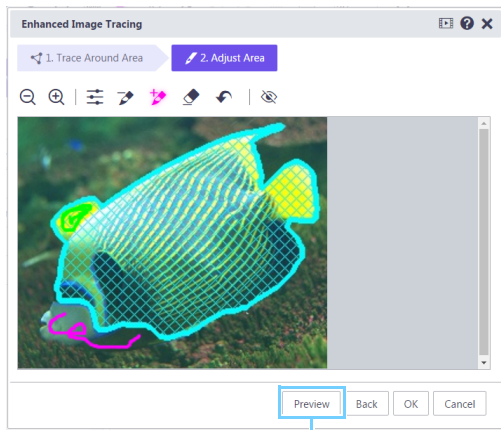 Enhanced Image Tracing
1. Trace Around Area
2. Adjust Area
Preview Back OK Cancel